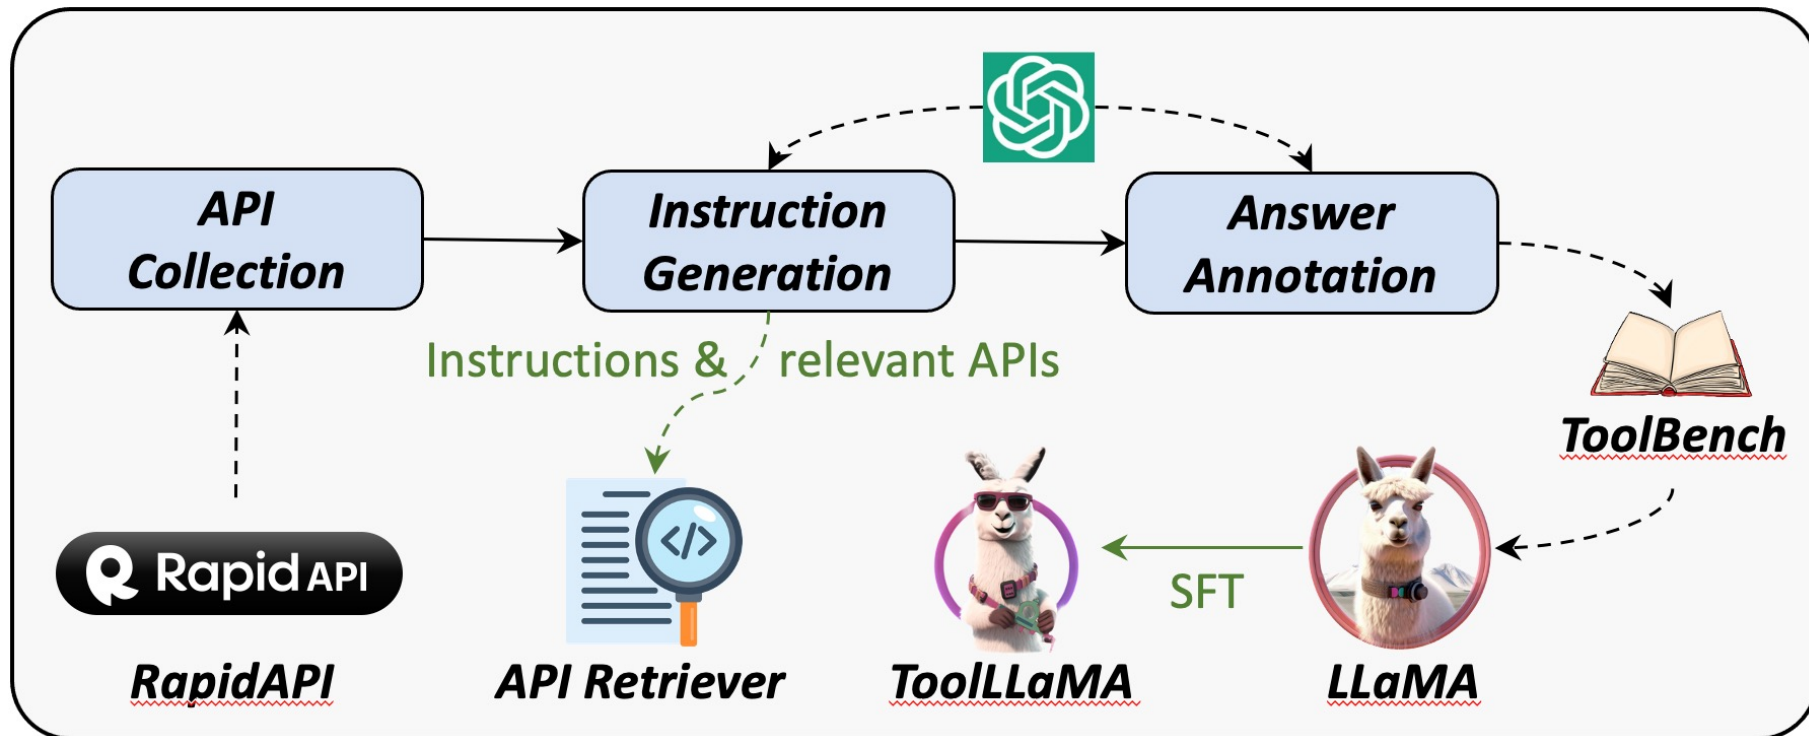 API
Collection
Instruction
Generation
Answer
Annotation
Instructions & relevant APIs
ToolBench
SFT
Rapid API
RapidAPI
API Retriever
ToolLLaMA
LLaMA